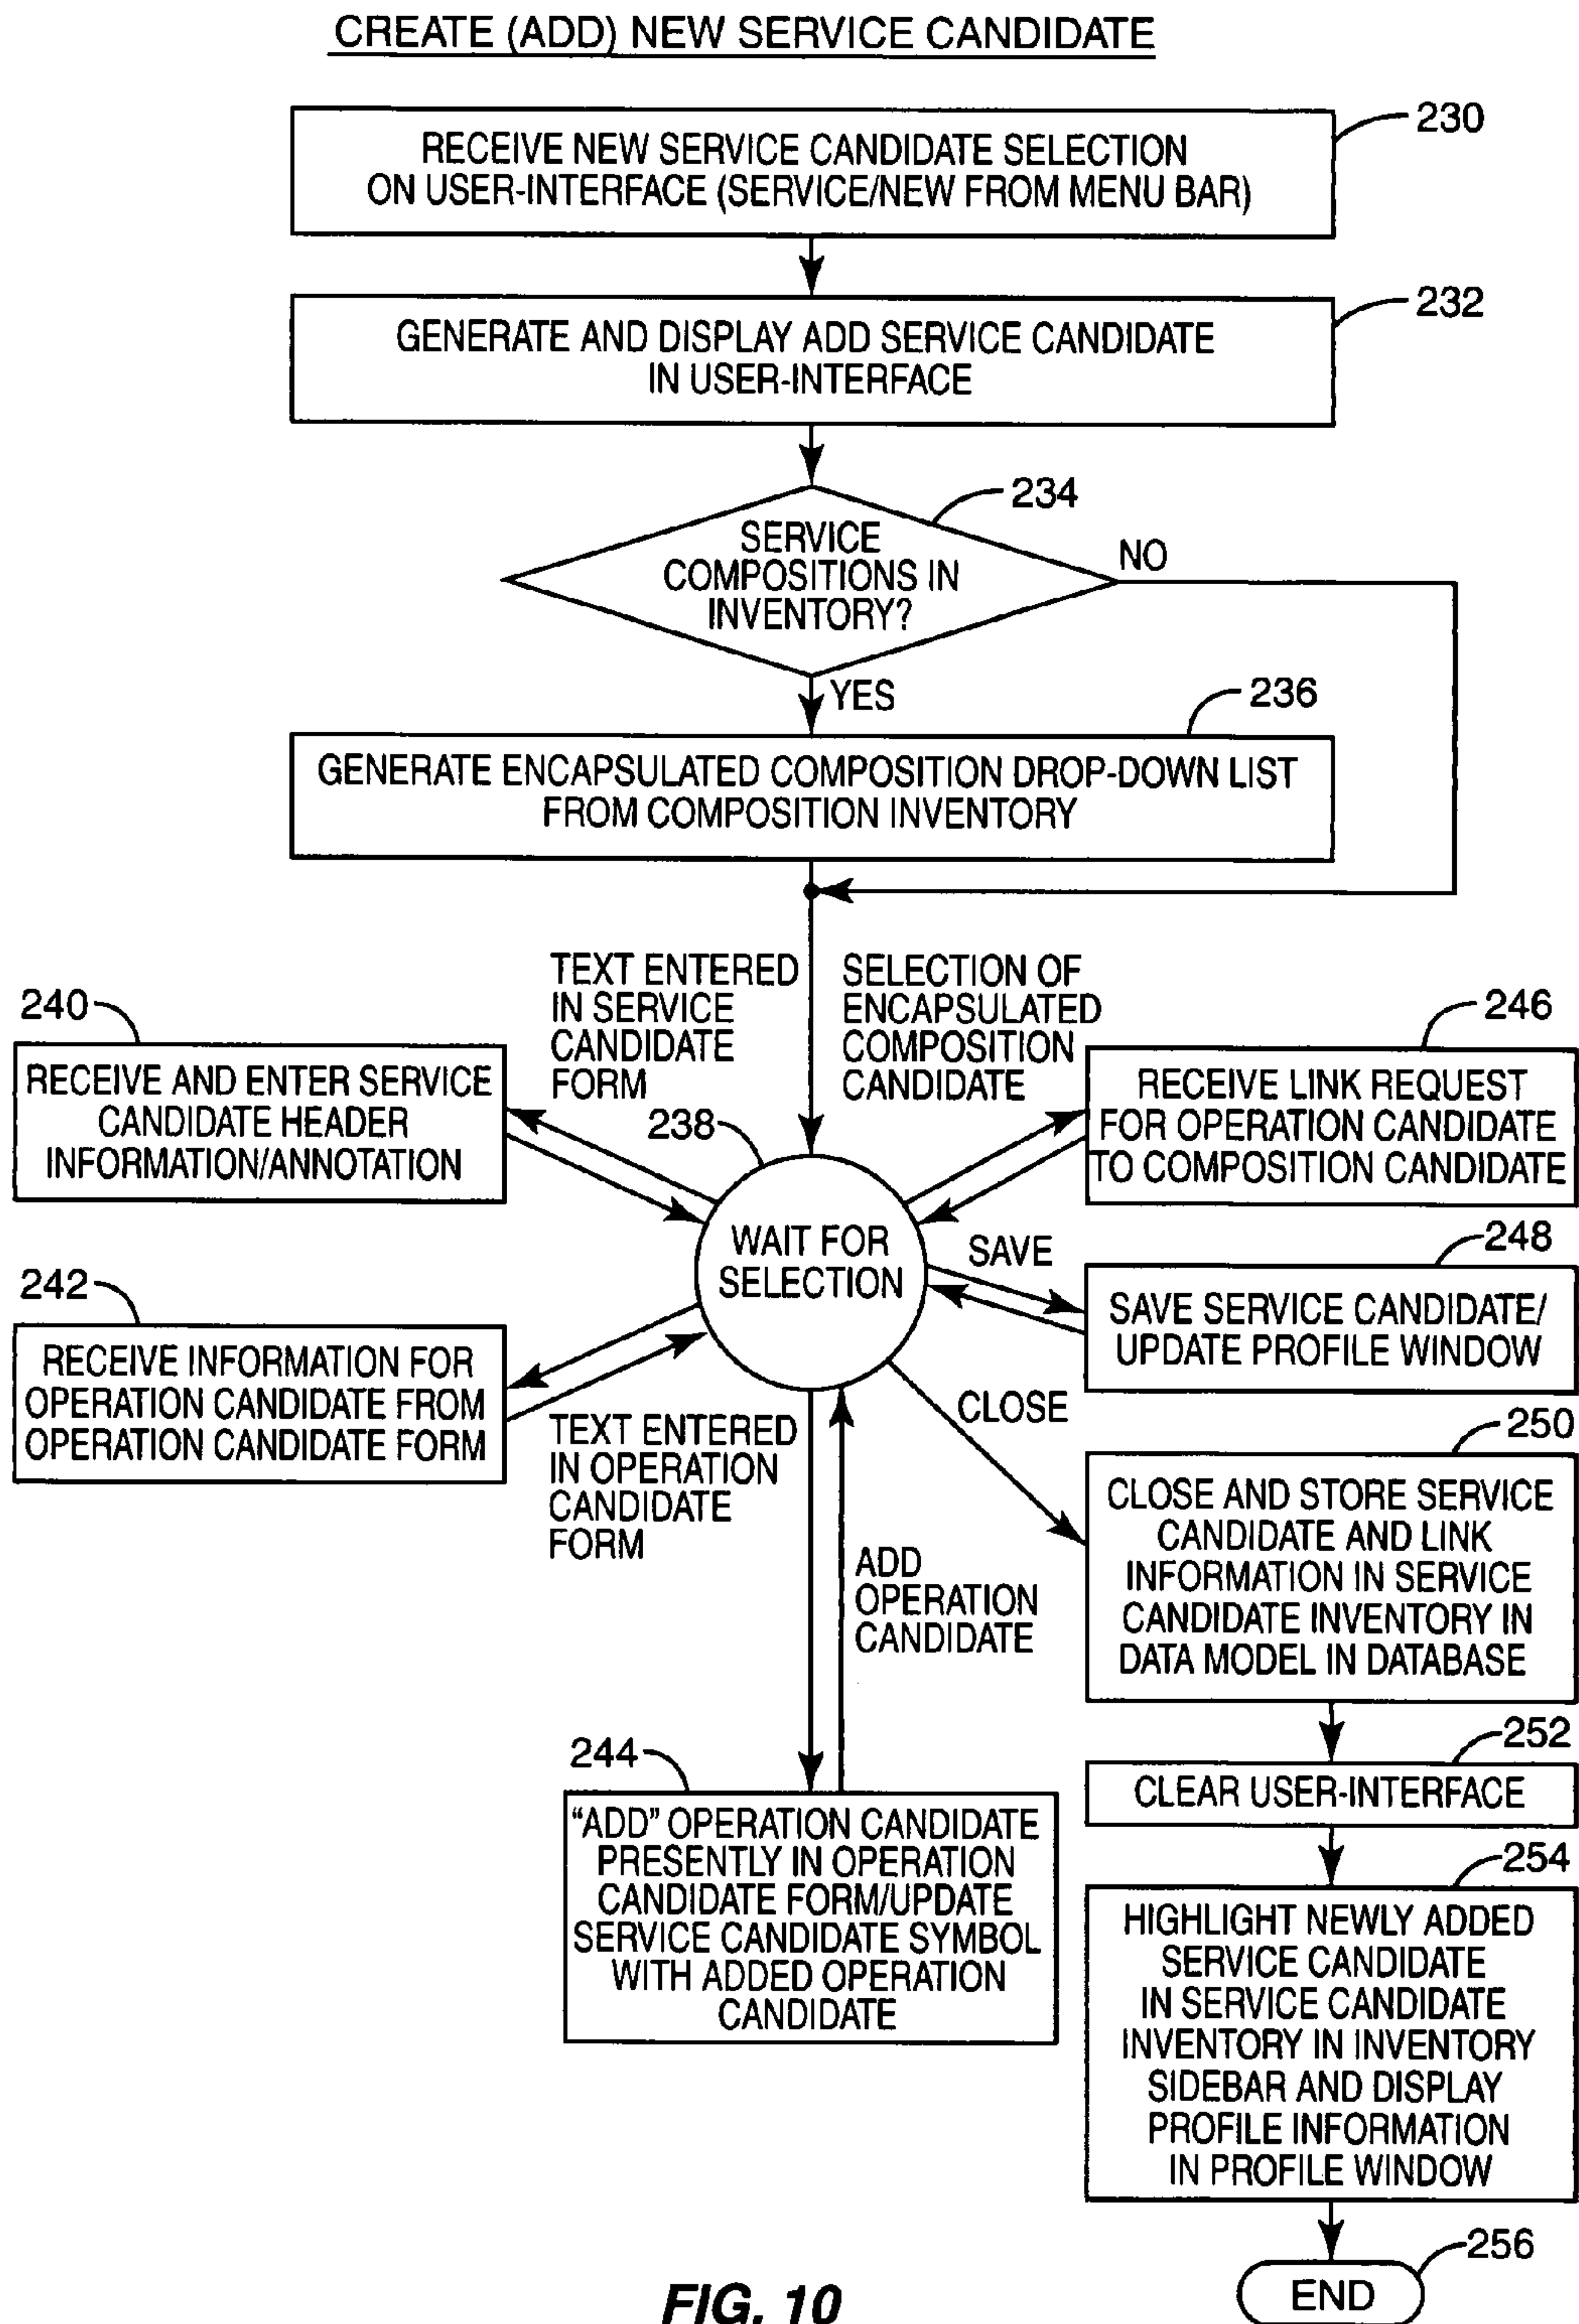 CREATE (ADD) NEW SERVICE CANDIDATE
230
RECEIVE NEW SERVICE CANDIDATE SELECTION
ON USER-INTERFACE (SERVICE/NEW FROM MENU BAR)
232
GENERATE AND DISPLAY ADD SERVICE CANDIDATE
IN USER-INTERFACE
234
SERVICE
COMPOSITIONS IN
INVENTORY?
NO
YES
236
GENERATE ENCAPSULATED COMPOSITION DROP-DOWN LIST
FROM COMPOSITION INVENTORY
TEXT ENTERED
IN SERVICE
CANDIDATE
FORM
SELECTION OF
ENCAPSULATED
COMPOSITION
CANDIDATE
240
RECEIVE AND ENTER SERVICE
CANDIDATE HEADER
INFORMATION/ANNOTATION
246
RECEIVE LINK REQUEST
FOR OPERATION CANDIDATE
TO COMPOSITION CANDIDATE
238
WAIT FOR
SELECTION
SAVE
248
SAVE SERVICE CANDIDATE/
UPDATE PROFILE WINDOW
242
RECEIVE INFORMATION FOR
OPERATION CANDIDATE FROM
OPERATION CANDIDATE FORM
TEXT ENTERED
IN OPERATION
CANDIDATE
FORM
CLOSE
250
CLOSE AND STORE SERVICE
CANDIDATE AND LINK
INFORMATION IN SERVICE
CANDIDATE INVENTORY IN
DATA MODEL IN DATABASE
ADD
OPERATION
CANDIDATE
244
"ADD" OPERATION CANDIDATE
PRESENTLY IN OPERATION
CANDIDATE FORM/UPDATE
SERVICE CANDIDATE SYMBOL
WITH ADDED OPERATION
CANDIDATE
252
CLEAR USER-INTERFACE
254
HIGHLIGHT NEWLY ADDED
SERVICE CANDIDATE
IN SERVICE CANDIDATE
INVENTORY IN INVENTORY
SIDEBAR AND DISPLAY
PROFILE INFORMATION
IN PROFILE WINDOW
256
END
FIG. 10